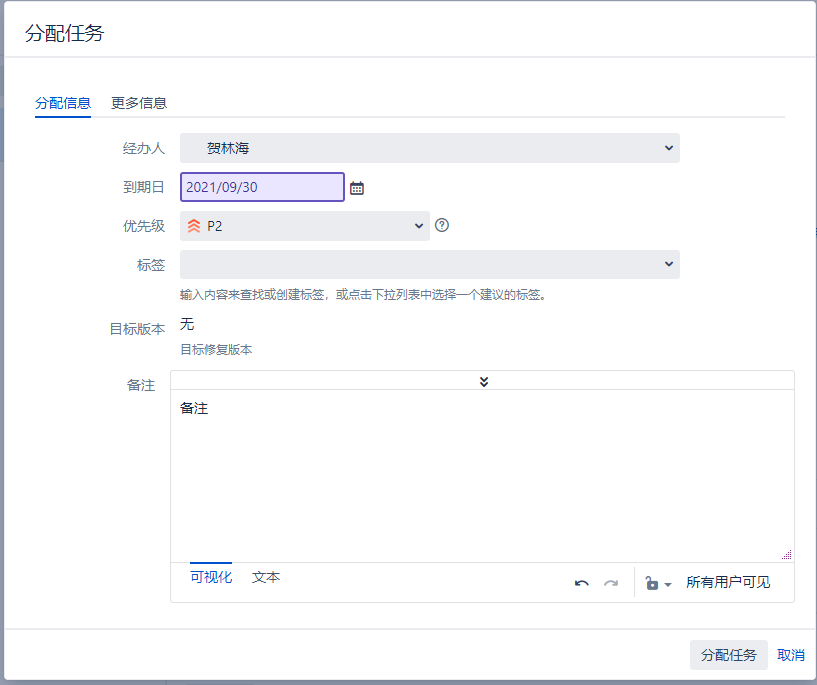 分配任务
分配信息 更多信息
经办人 贺林海
到期日 2021/09/30
优先级 P2
标签
输入内容来查找或创建标签，或点击下拉列表中选择一个建议的标签。
目标版本 无
目标修复版本
备注
备注
可视化 文本 所有用户可见
分配任务 取消